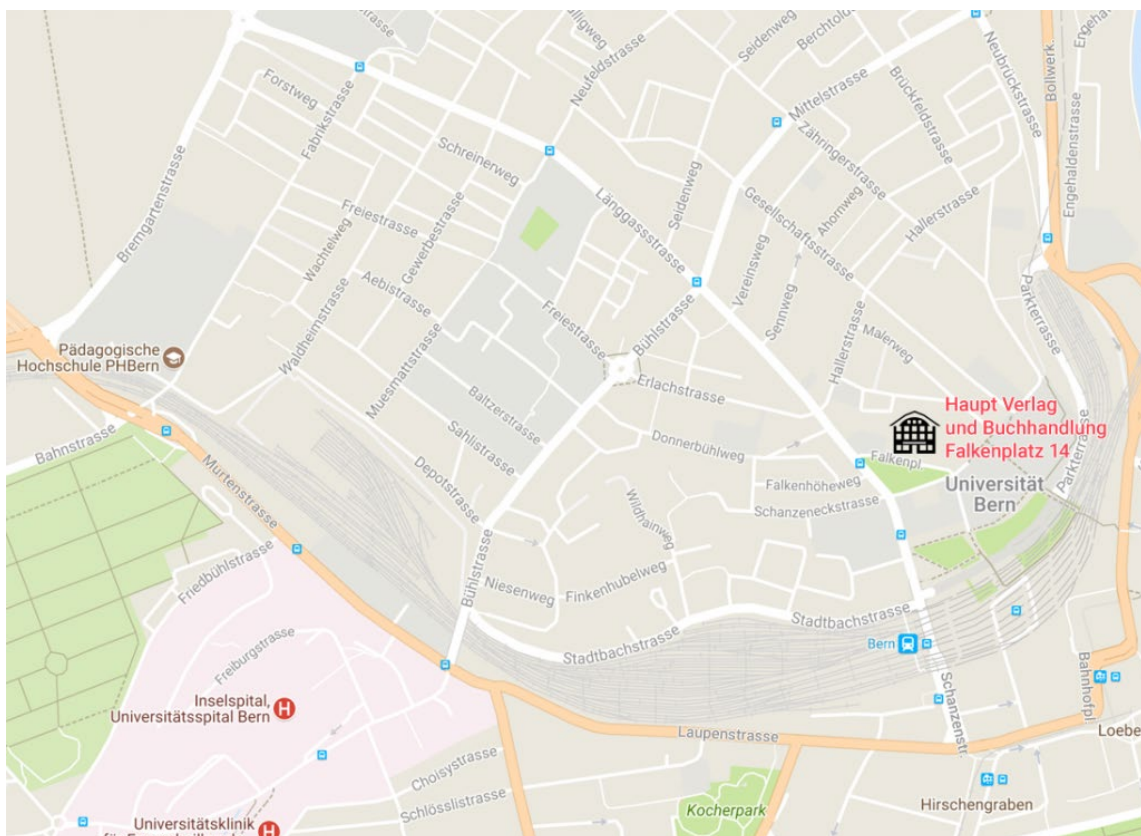 Seidenweg
Berchtold
Engehald
Neufeldstrasse
Bollwerk.
Neubrückstrasse
Forstweg
Fabrikstrasse
Mittelstrasse
Brückfeldstrasse
Engehaldenstrasse
Schreinerweg
Zähringerstrasse
Bremgartenstrasse
Länggassstrasse
Seidenweg
Gesellschaftsstrasse
Ahornweg
Hallerstrasse
Freiestrasse
Wachtelweg
Gewerbestrasse
Vereinsweg
Aebistrasse
Sennweg
Parkterrasse
Freiestrasse
Bühlstrasse
Waldheimstrasse
Hallerstrasse
Malerweg
Pädagogische
Hochschule PHBern
Muesmattstrasse
Erlachstrasse
Baltzerstrasse
Haupt Verlag
und Buchhandlung
Falkenplatz 14
Bahnstrasse
Sahlistrasse
Donnerbühlweg
Falkenpl.
Parkterrasse
Murtenstrasse
Depotstrasse
Falkenhöheweg
Universität
Bern
Wildhainweg
Schanzeneckstrasse
Friedbühlstrasse
Bühlstrasse
Niesenweg
Finkenhubelweg
Stadtbachstrasse
Stadtbachstrasse
Freiburgstrasse
Bern
Bahnhofpl
Schanzenstr.
Inselspital,
Universitätsspital Bern
H
Laupenstrasse
Loebe
Choisystrasse
Schlösslistrasse
Kocherpark
Hirschengraben
Universitätsklinik
H